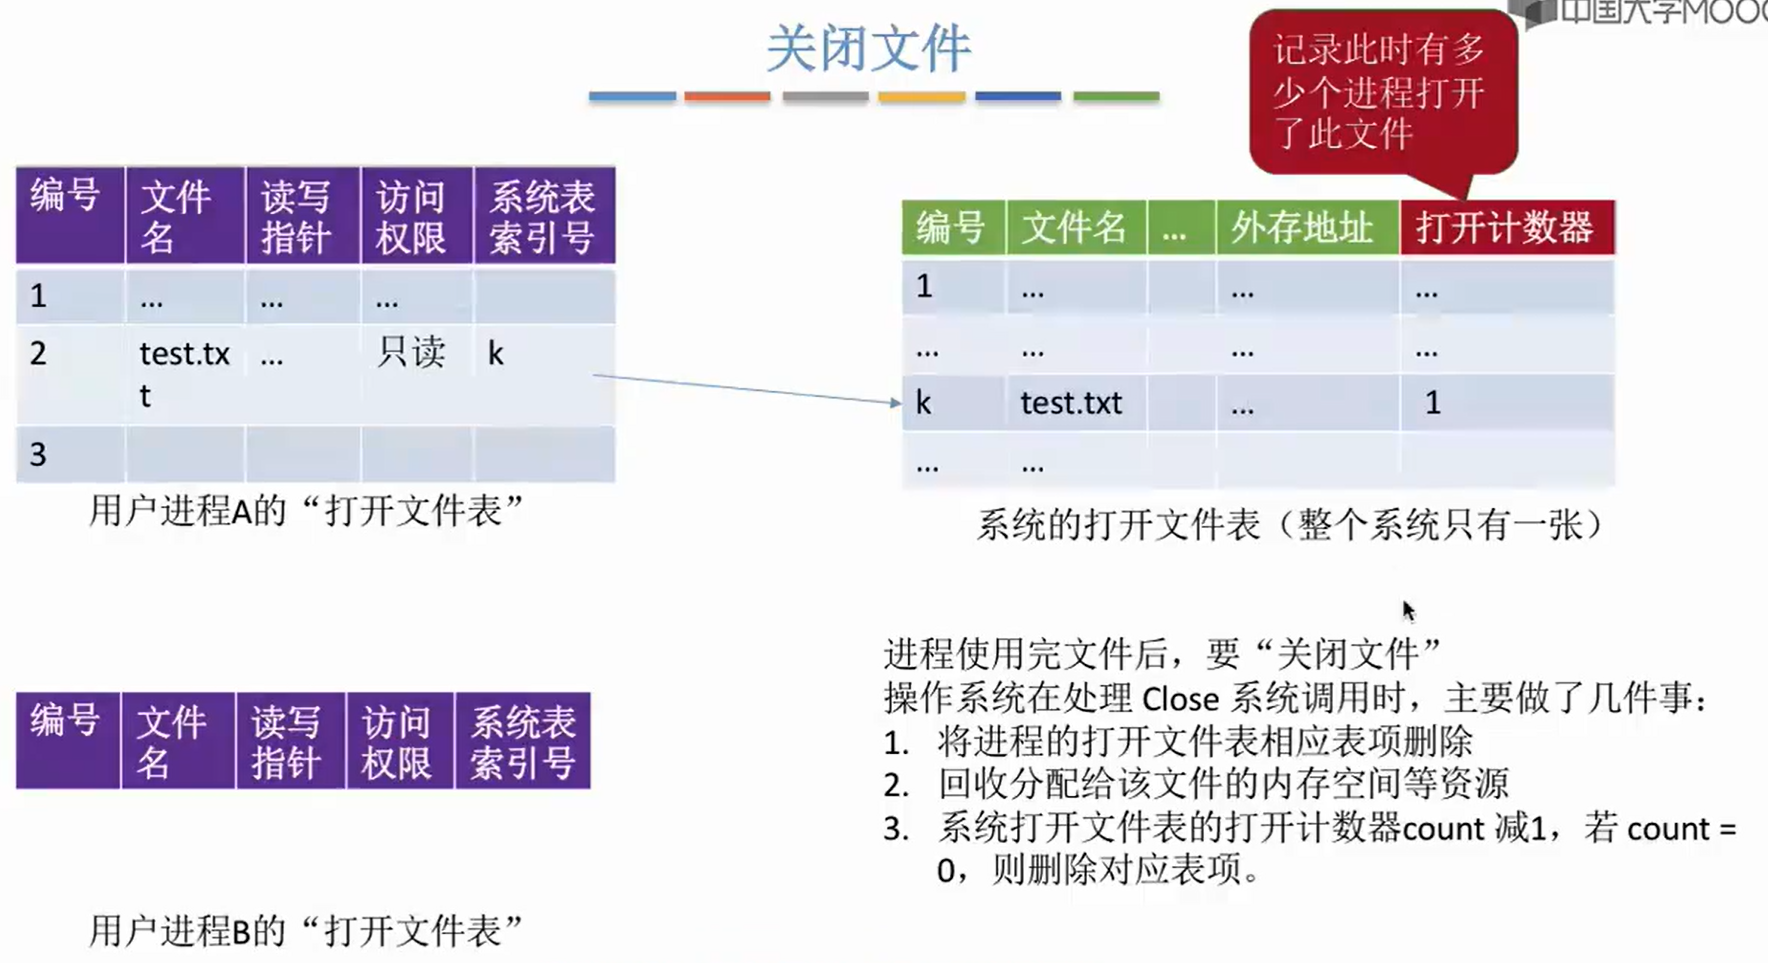 中国大学MOOC
关闭文件
记录此时有多
少个进程打开
了此文件
编号 文件名 读写指针 访问权限 系统表索引号
1 ... ... ...
2 test.txt ... 只读 k
3
用户进程A的“打开文件表”
编号 文件名 ... 外存地址 打开计数器
1 ... ... ...
... ... ... ...
k test.txt ... 1
... ...
系统的打开文件表（整个系统只有一张）
编号 文件名 读写指针 访问权限 系统表索引号
用户进程B的“打开文件表”
进程使用完文件后，要“关闭文件”
操作系统在处理 Close 系统调用时，主要做了几件事：
1. 将进程的打开文件表相应表项删除
2. 回收分配给该文件的内存空间等资源
3. 系统打开文件表的打开计数器count 减1，若 count =
0，则删除对应表项。